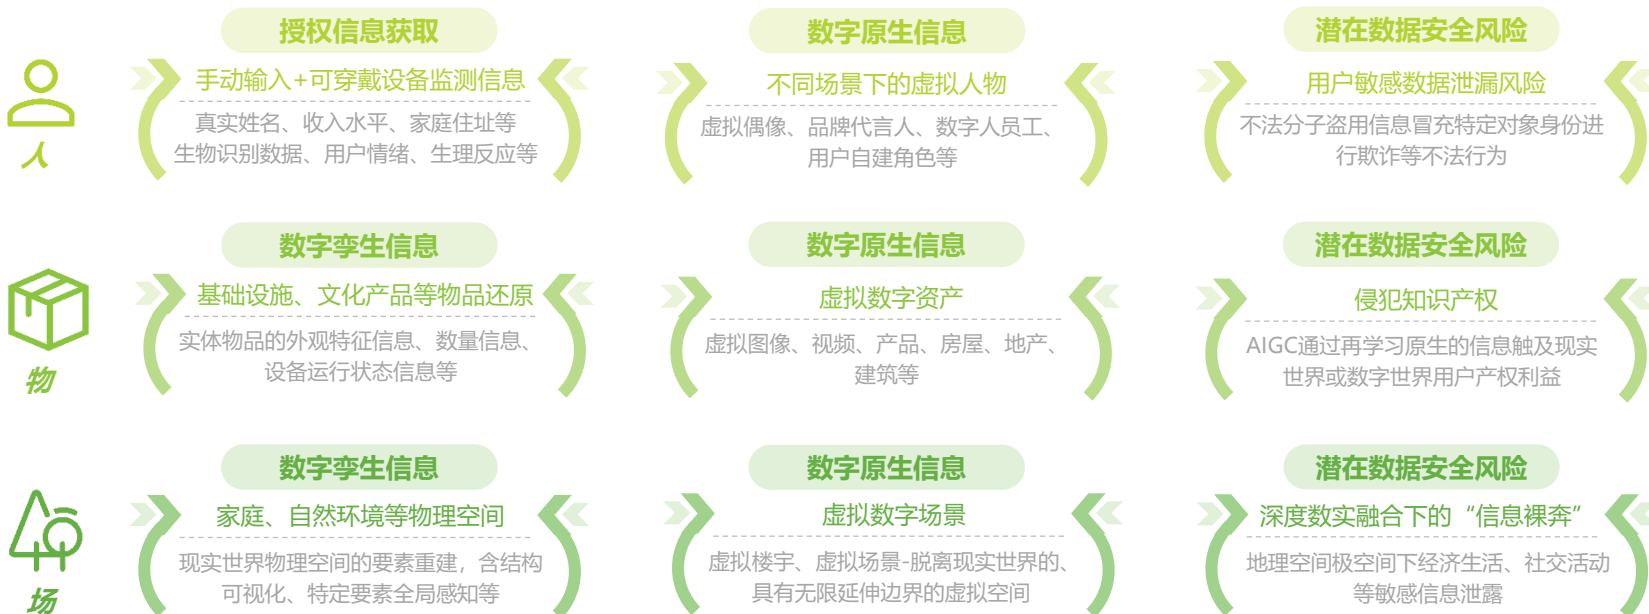 授权信息获取
手动输入+可穿戴设备监测信息
真实姓名、收入水平、家庭住址等
生物识别数据、用户情绪、生理反应等
数字原生信息
不同场景下的虚拟人物
虚拟偶像、品牌代言人、数字人员工、
用户自建角色等
潜在数据安全风险
用户敏感数据泄漏风险
不法分子盗用信息冒充特定对象身份进
行欺诈等不法行为
人
数字孪生信息
基础设施、文化产品等物品还原
实体物品的外观特征信息、数量信息、
设备运行状态信息等
数字原生信息
虚拟数字资产
虚拟图像、视频、产品、房屋、地产、
建筑等
潜在数据安全风险
侵犯知识产权
AIGC通过再学习原生的信息触及现实
世界或数字世界用户产权利益
物
数字孪生信息
家庭、自然环境等物理空间
现实世界物理空间的要素重建，含结构
可视化、特定要素全局感知等
数字原生信息
虚拟数字场景
虚拟楼宇、虚拟场景-脱离现实世界的、
具有无限延伸边界的虚拟空间
潜在数据安全风险
深度数实融合下的“信息裸奔”
地理空间极空间下经济生活、社交活动
等敏感信息泄露
场